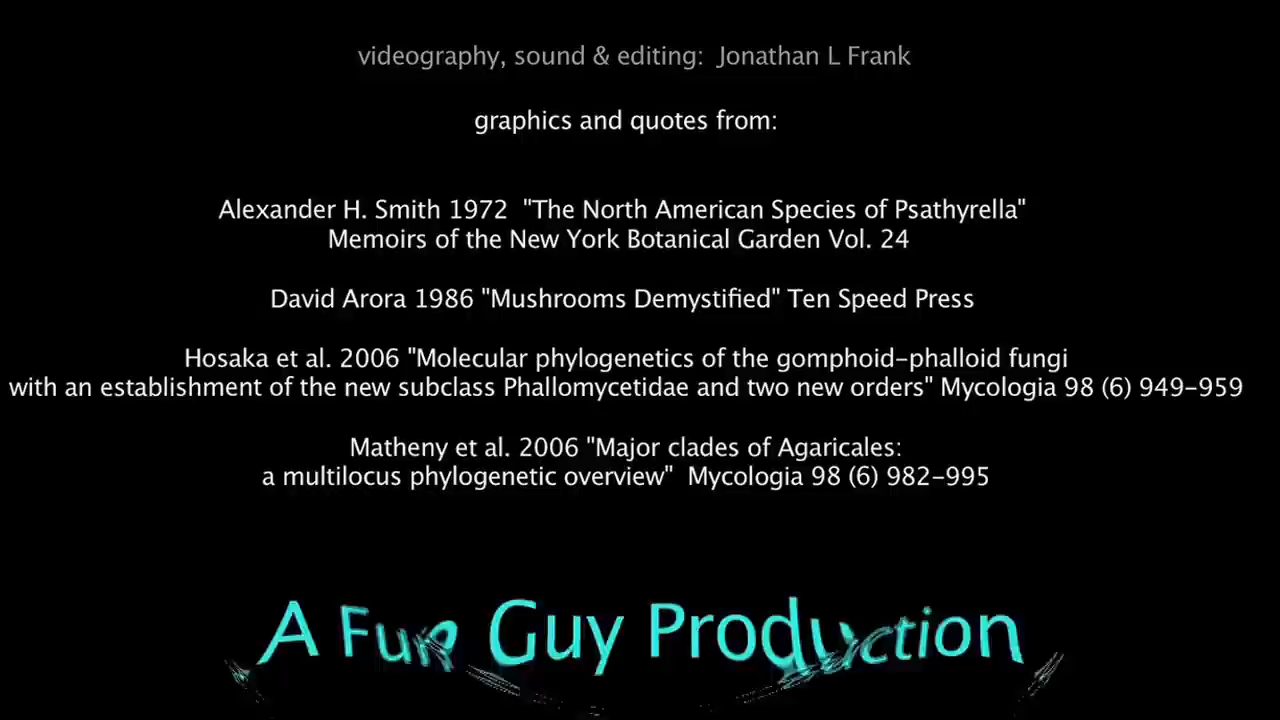 videography, sound & editing:  Jonathan L Frank
graphics and quotes from:
Alexander H. Smith 1972  "The North American Species of Psathyrella"
Memoirs of the New York Botanical Garden Vol. 24
David Arora 1986 "Mushrooms Demystified" Ten Speed Press
Hosaka et al. 2006 "Molecular phylogenetics of the gomphoid-phalloid fungi
with an establishment of the new subclass Phallomycetidae and two new orders" Mycologia 98 (6) 949-959
Matheny et al. 2006 "Major clades of Agaricales:
a multilocus phylogenetic overview"  Mycologia 98 (6) 982-995
A Fun Guy Production